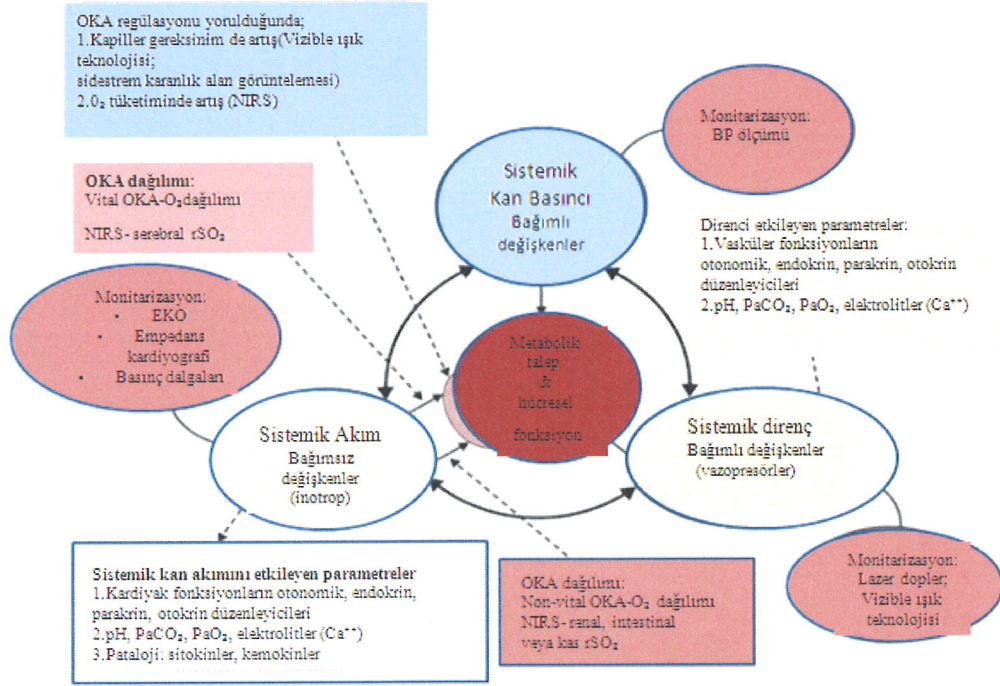 OKA regülasyonu yorulduğunda;
1.Kapiller gereksinim de artış(Vizible ışık
teknolojisi;
sidestrem karanlık alan görüntelemesi)
2.0₂ tüketiminde artış (NIRS)
Monitarizasyon:
BP ölçümü
Sistemik
Kan Basıncı
Bağımlı
değişkenler
OKA dağılımı:
Vital OKA-O₂dağılımı
NIRS- serebral rSO₂
Direnci etkileyen parametreler:
1.Vasküler fonksiyonların
otonomik, endokrin, parakrin, otokrin
düzenleyicileri
2.pH, PaCO₂, PaO₂, elektrolitler (Ca⁺⁺)
Monitarizasyon:
• EKO
• Empedans
kardiyografi
• Basınç dalgaları
Metabolik
talep
&
hücresel
fonksiyon
Sistemik Akım
Bağımsız
değişkenler
(inotrop)
Sistemik direnç
Bağımlı değişkenler
(vazopresörler)
Sistemik kan akımını etkileyen parametreler
1.Kardiyak fonksiyonların otonomik, endokrin,
parakrin, otokrin düzenleyicileri
2.pH, PaCO₂, PaO₂, elektrolitler (Ca⁺⁺)
3.Pataloji: sitokinler, kemokinler
OKA dağılımı:
Non-vital OKA-O₂ dağılımı
NIRS- renal, intestinal
veya kas rSO₂
Monitarizasyon:
Lazer dopler;
Vizible ışık
teknolojisi